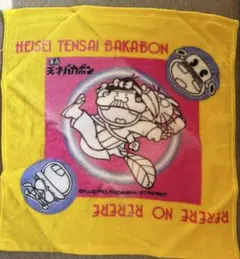 HEISEI TENSAI BAKABON
平成
天才バカボン
RERERE NO RERERE